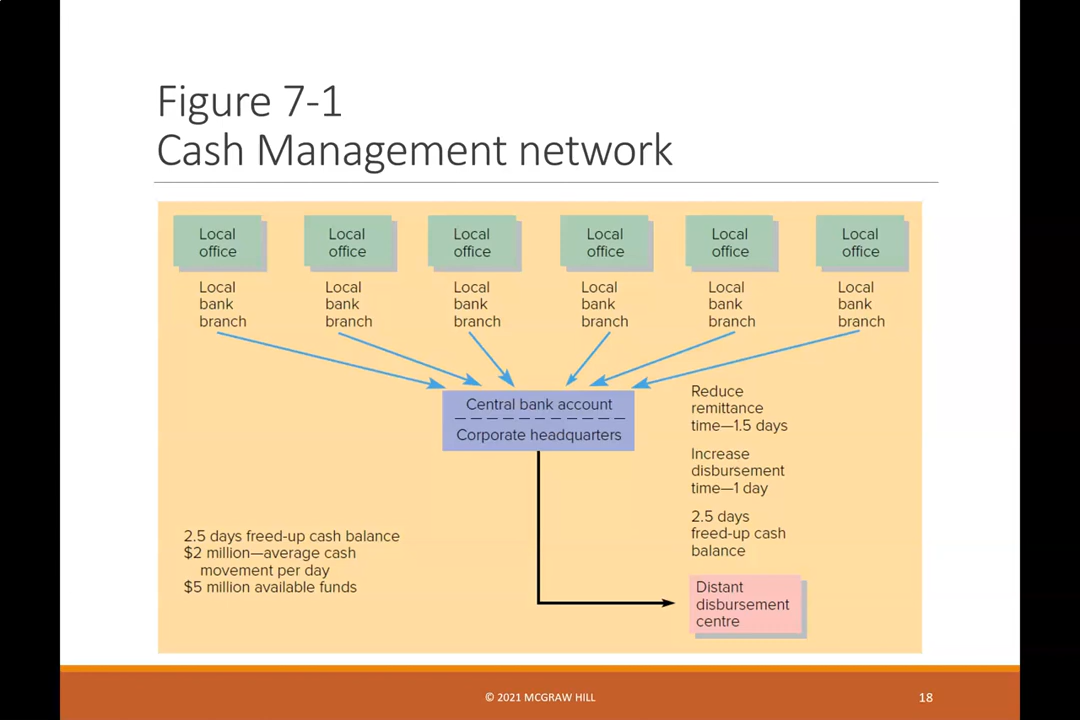 Figure 7-1
Cash Management network
Local
office
Local
office
Local
office
Local
office
Local
office
Local
office
Local
bank
branch
Local
bank
branch
Local
bank
branch
Local
bank
branch
Local
bank
branch
Local
bank
branch
Central bank account
Corporate headquarters
Reduce
remittance
time—1.5 days
Increase
disbursement
time—1 day
2.5 days
freed-up cash
balance
2.5 days freed-up cash balance
$2 million—average cash
movement per day
$5 million available funds
Distant
disbursement
centre
© 2021 MCGRAW HILL
18